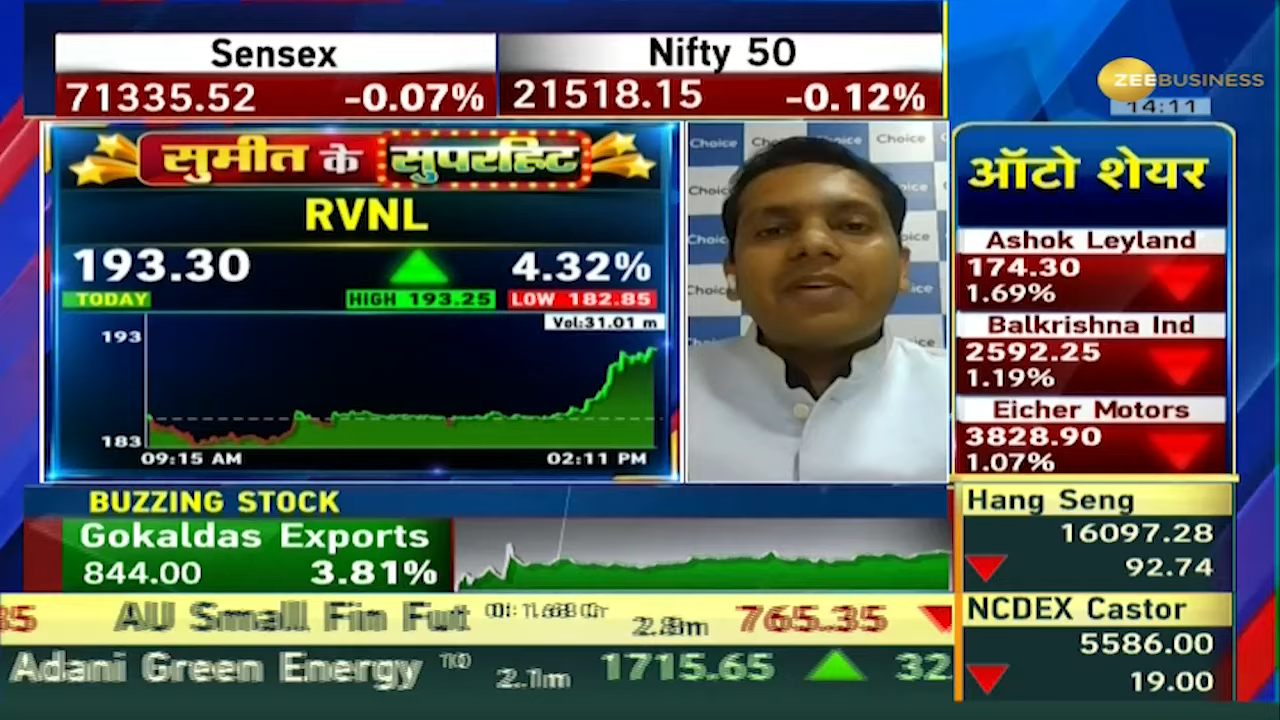 Sensex
Nifty 50
71335.52 -0.07%
21518.15 -0.12%
ZEEBUSINESS
14:11
सुमीत के सुपरहिट
RVNL
193.30 4.32%
TODAY HIGH 193.25 LOW 182.85
Vol:31.01 m
193
183
09:15 AM 02:11 PM
Choice
Choice
ऑटो शेयर
Ashok Leyland
174.30
1.69%
Balkrishna Ind
2592.25
1.19%
Eicher Motors
3828.90
1.07%
BUZZING STOCK
Gokaldas Exports
844.00 3.81%
Hang Seng
16097.28
92.74
NCDEX Castor
5586.00
19.00
AU Small Fin Fut 765.35
Adani Green Energy 2.1m 1715.65 32